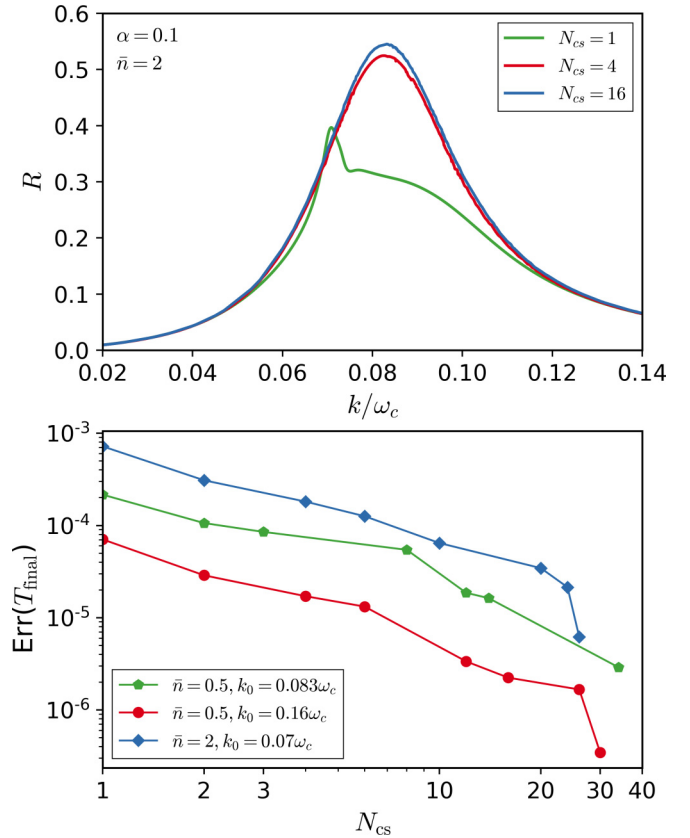 0.6
0.5
0.4
0.3
0.2
0.1
0.0
R
α = 0.1
n̄ = 2
N_cs = 1
N_cs = 4
N_cs = 16
0.02 0.04 0.06 0.08 0.10 0.12 0.14
k/ω_c
10⁻³
10⁻⁴
10⁻⁵
10⁻⁶
Err(T_final)
n̄ = 0.5, k₀ = 0.083ω_c
n̄ = 0.5, k₀ = 0.16ω_c
n̄ = 2, k₀ = 0.07ω_c
1 2 3 10 20 30 40
N_cs